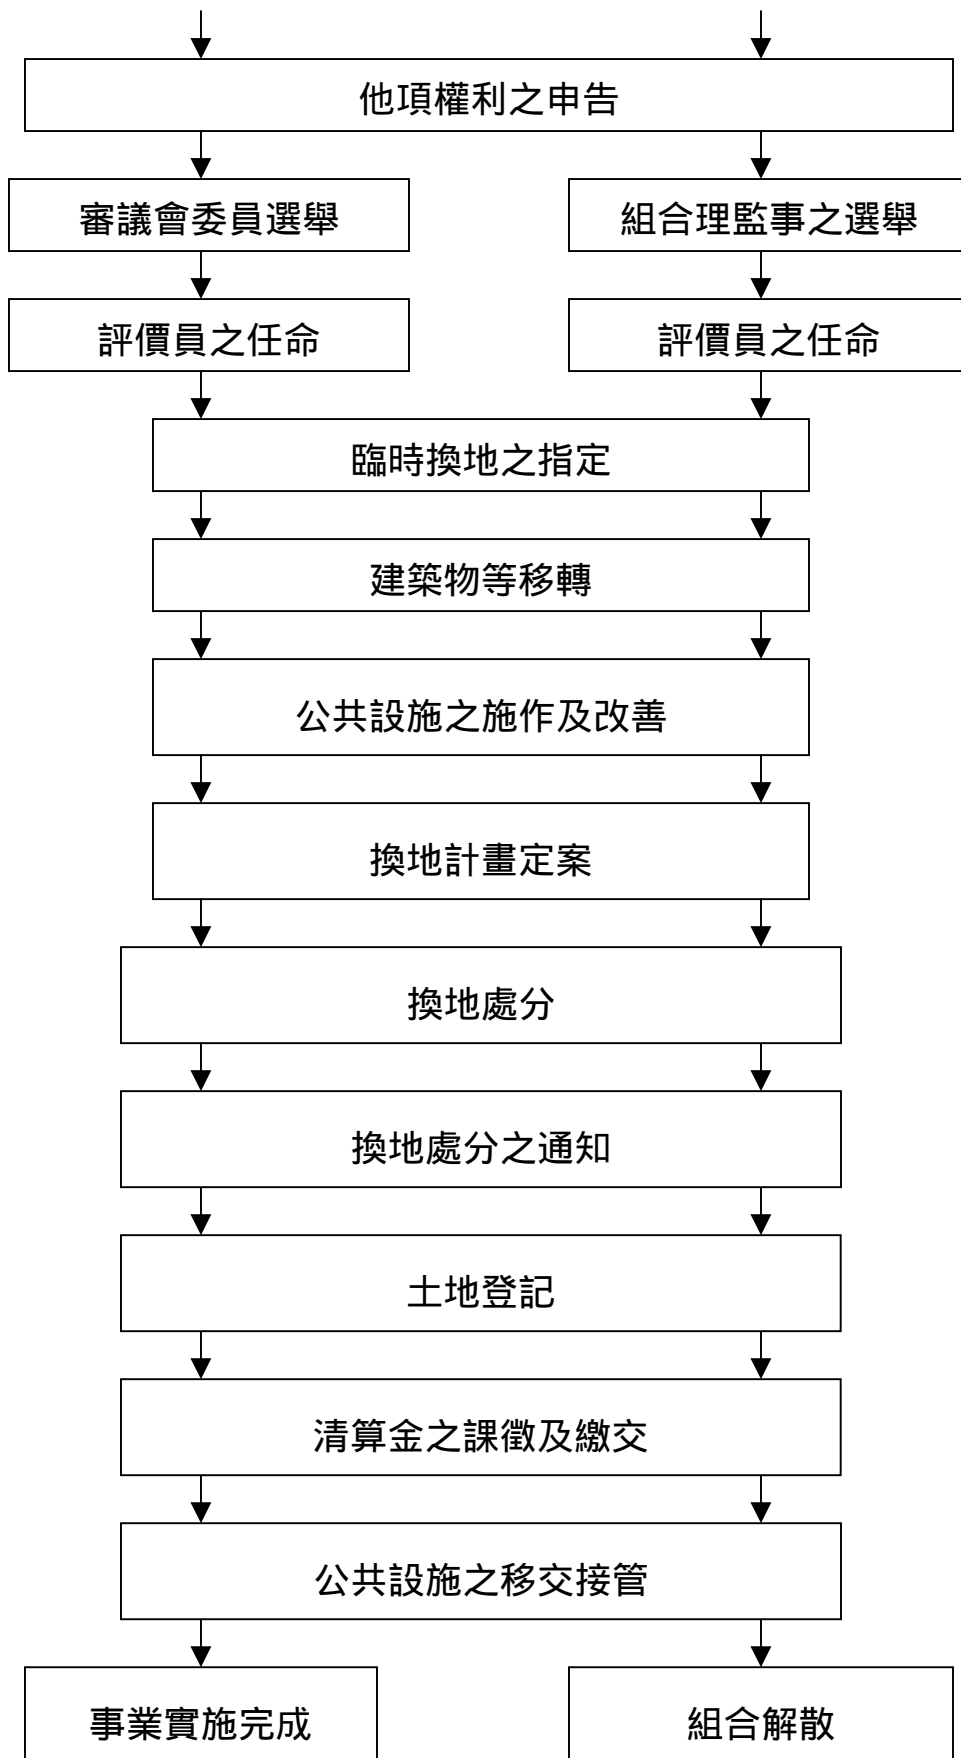 他項權利之申告
審議會委員選舉
組合理監事之選舉
評價員之任命
評價員之任命
臨時換地之指定
建築物等移轉
公共設施之施作及改善
換地計畫定案
換地處分
換地處分之通知
土地登記
清算金之課徵及繳交
公共設施之移交接管
事業實施完成
組合解散